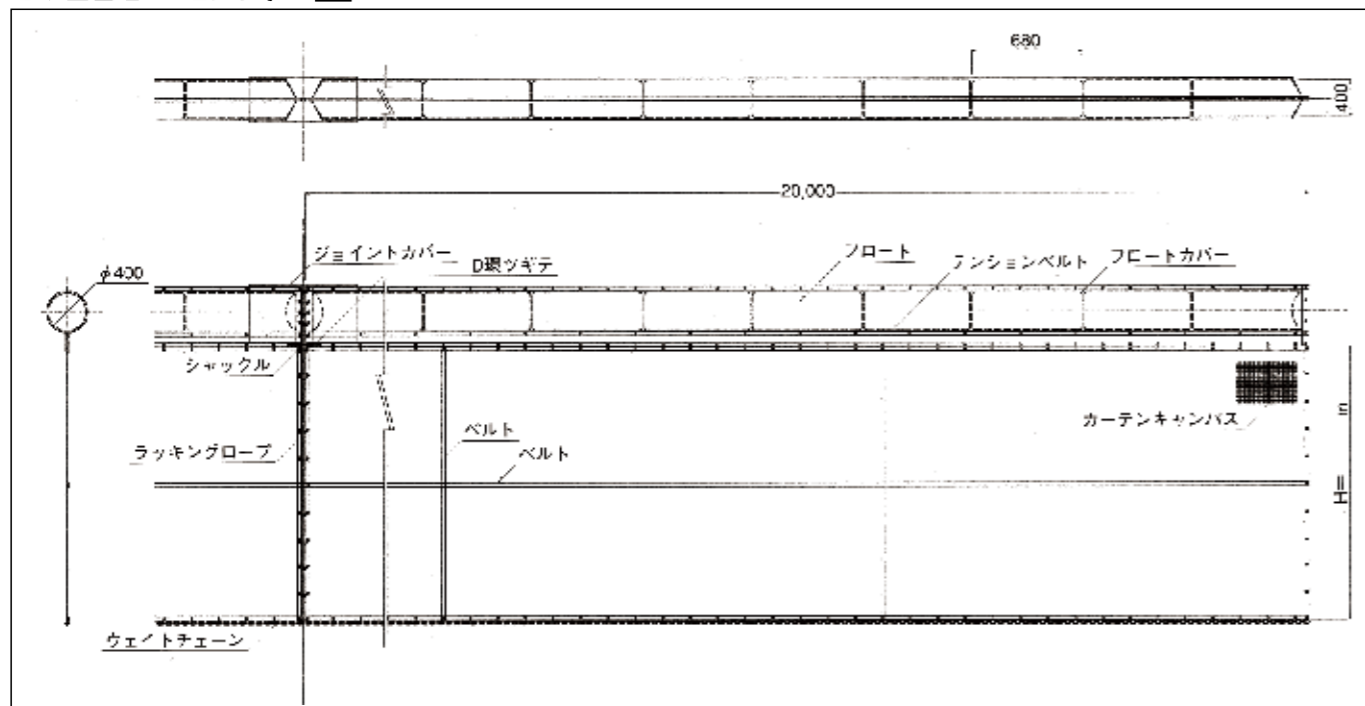 680
400
20,000
ジョイントカバー
D環ツギテ
フロート
テンションベルト
フロートカバー
φ400
シャックル
カーテンキャンバス
ラッキングロープ
ベルト
ベルト
H= m
ウェイトチェーン